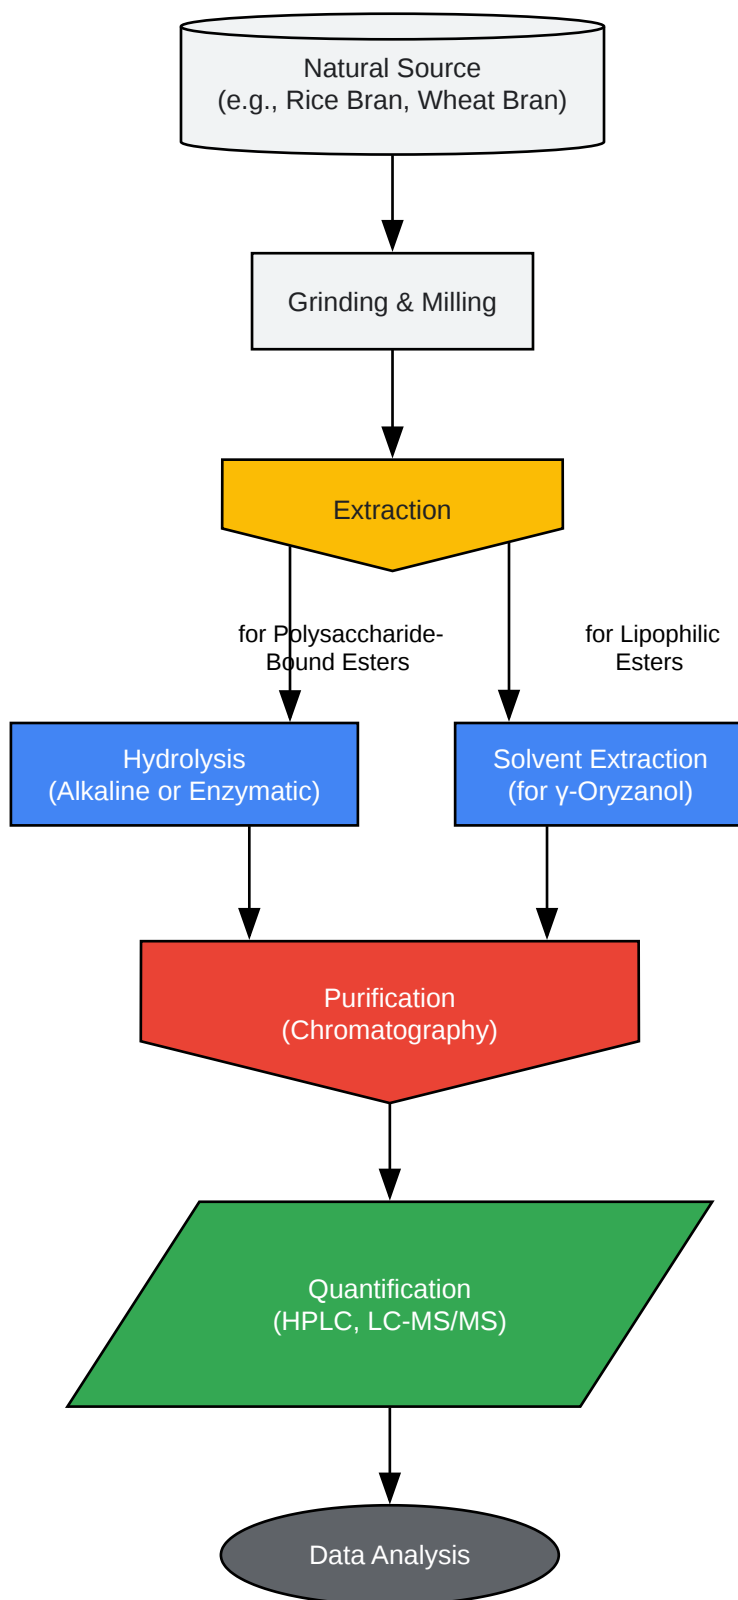 Natural Source
(e.g., Rice Bran, Wheat Bran)
Grinding & Milling
Extraction
for Polysaccharide-
Bound Esters
for Lipophilic
Esters
Hydrolysis
(Alkaline or Enzymatic)
Solvent Extraction
(for γ-Oryzanol)
Purification
(Chromatography)
Quantification
(HPLC, LC-MS/MS)
Data Analysis